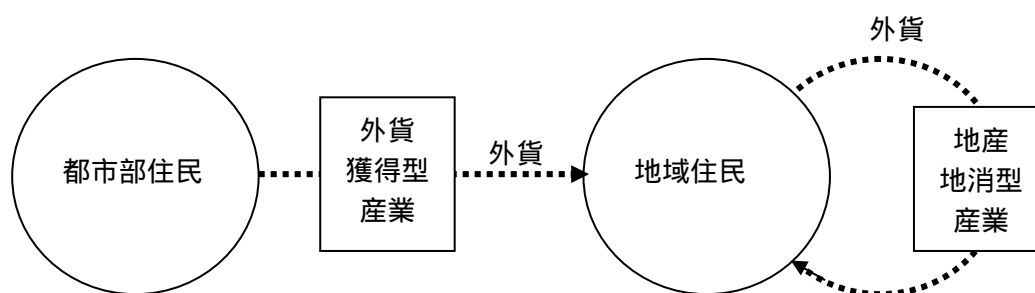 都市部住民
外貨
獲得型
産業
外貨
地域住民
外貨
地産
地消型
産業